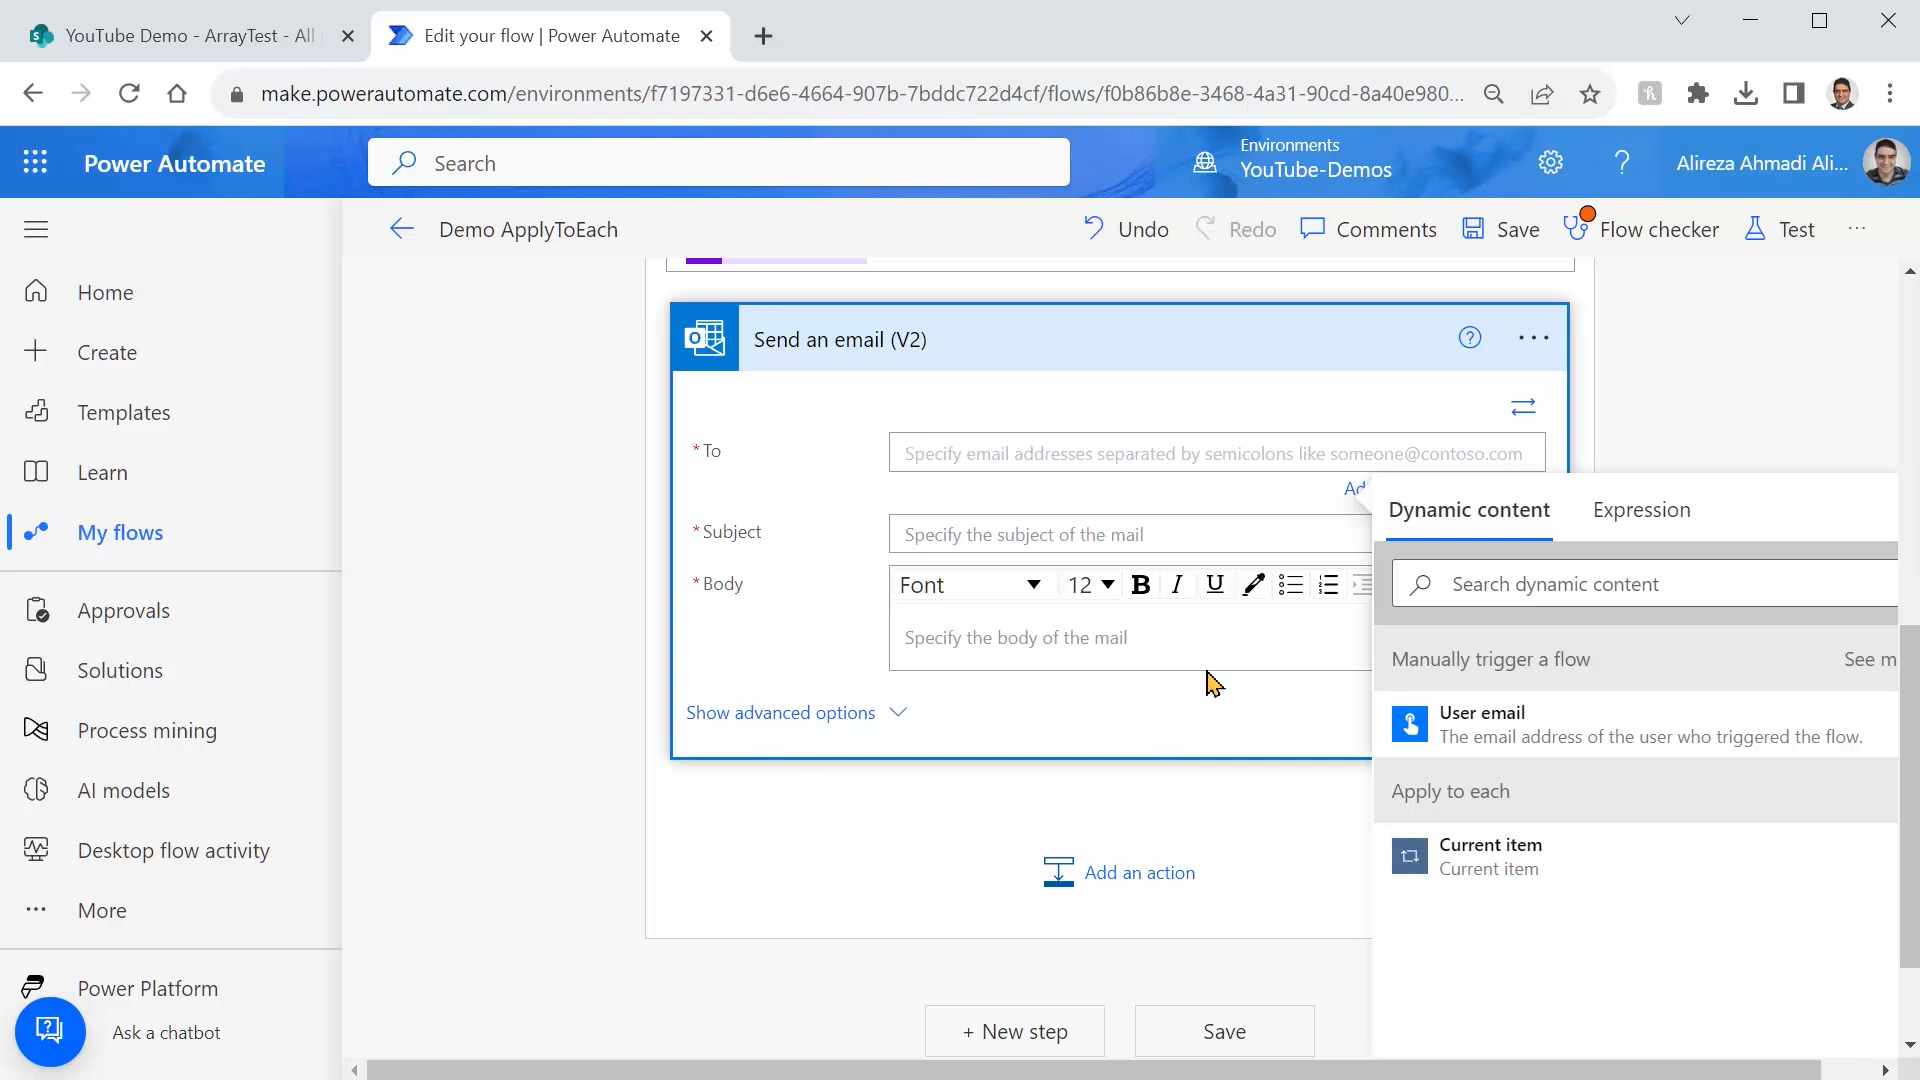 YouTube Demo - ArrayTest - All
Edit your flow | Power Automate
make.powerautomate.com/environments/f7197331-d6e6-4664-907b-7bddc722d4cf/flows/f0b86b8e-3468-4a31-90cd-8a40e980...
Power Automate
Search
Environments
YouTube-Demos
Alireza Ahmadi Ali...
Demo ApplyToEach
Undo
Redo
Comments
Save
Flow checker
Test
Home
Create
Templates
Learn
My flows
Approvals
Solutions
Process mining
AI models
Desktop flow activity
More
Power Platform
Ask a chatbot
Send an email (V2)
* To
Specify email addresses separated by semicolons like someone@contoso.com
Ad
* Subject
Specify the subject of the mail
* Body
Font 12 B I U
Specify the body of the mail
Show advanced options
Add an action
+ New step
Save
Dynamic content
Expression
Search dynamic content
Manually trigger a flow
See m
User email
The email address of the user who triggered the flow.
Apply to each
Current item
Current item